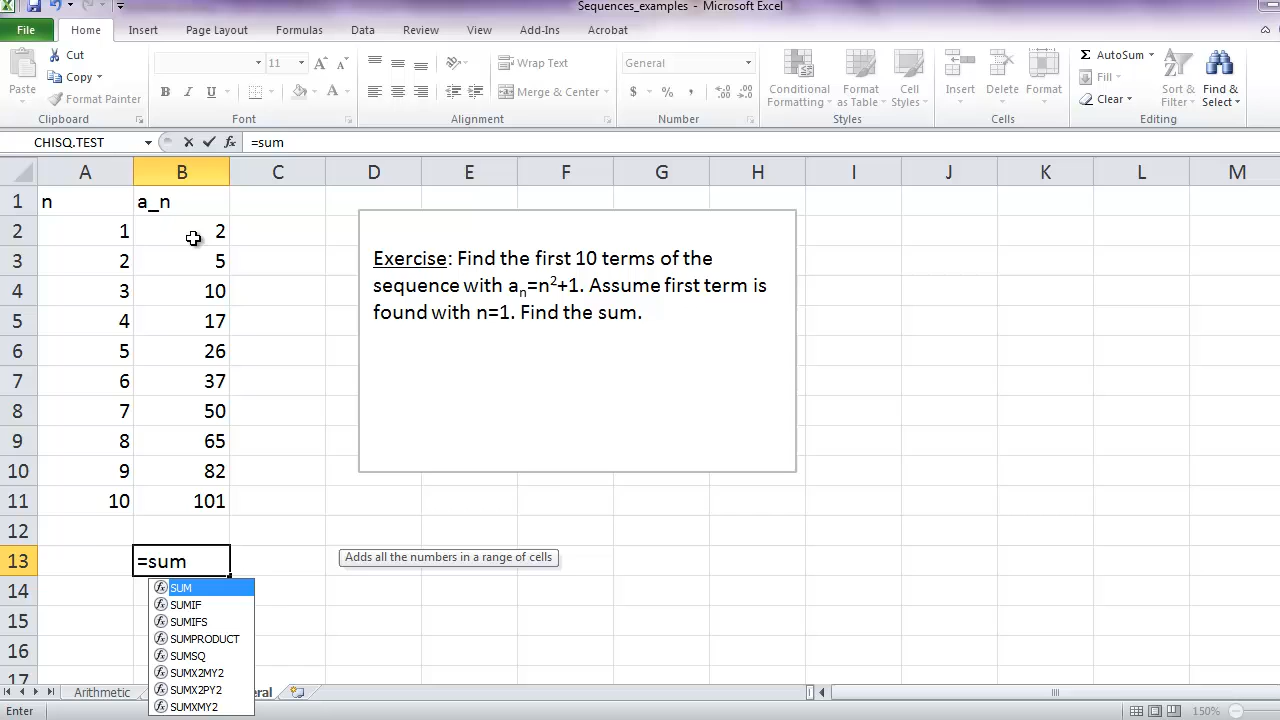 Sequences_examples - Microsoft Excel
File Home Insert Page Layout Formulas Data Review View Add-Ins Acrobat
Paste Cut Copy Format Painter
11
Wrap Text Merge & Center
General
$ % ,
Conditional Formatting Format as Table Cell Styles
Insert Delete Format
Σ AutoSum Fill Clear Sort & Filter Find & Select
Clipboard Font Alignment Number Styles Cells Editing
CHISQ.TEST fx =sum
A B C D E F G H I J K L M
1 n a_n
2 1 2
3 2 5
4 3 10
5 4 17
6 5 26
7 6 37
8 7 50
9 8 65
10 9 82
11 10 101
12
13 =sum
14
15
16
17
Exercise: Find the first 10 terms of the
sequence with aₙ=n²+1. Assume first term is
found with n=1. Find the sum.
Adds all the numbers in a range of cells
SUM
SUMIF
SUMIFS
SUMPRODUCT
SUMSQ
SUMX2MY2
SUMX2PY2
SUMXMY2
Arithmetic eral
Enter 150%